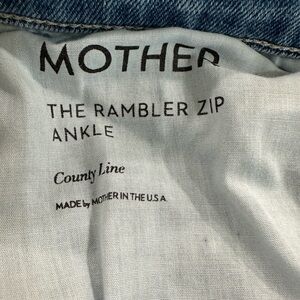 MOTHER
THE RAMBLER ZIP
ANKLE
County Line
MADE by MOTHER IN THE U.S.A